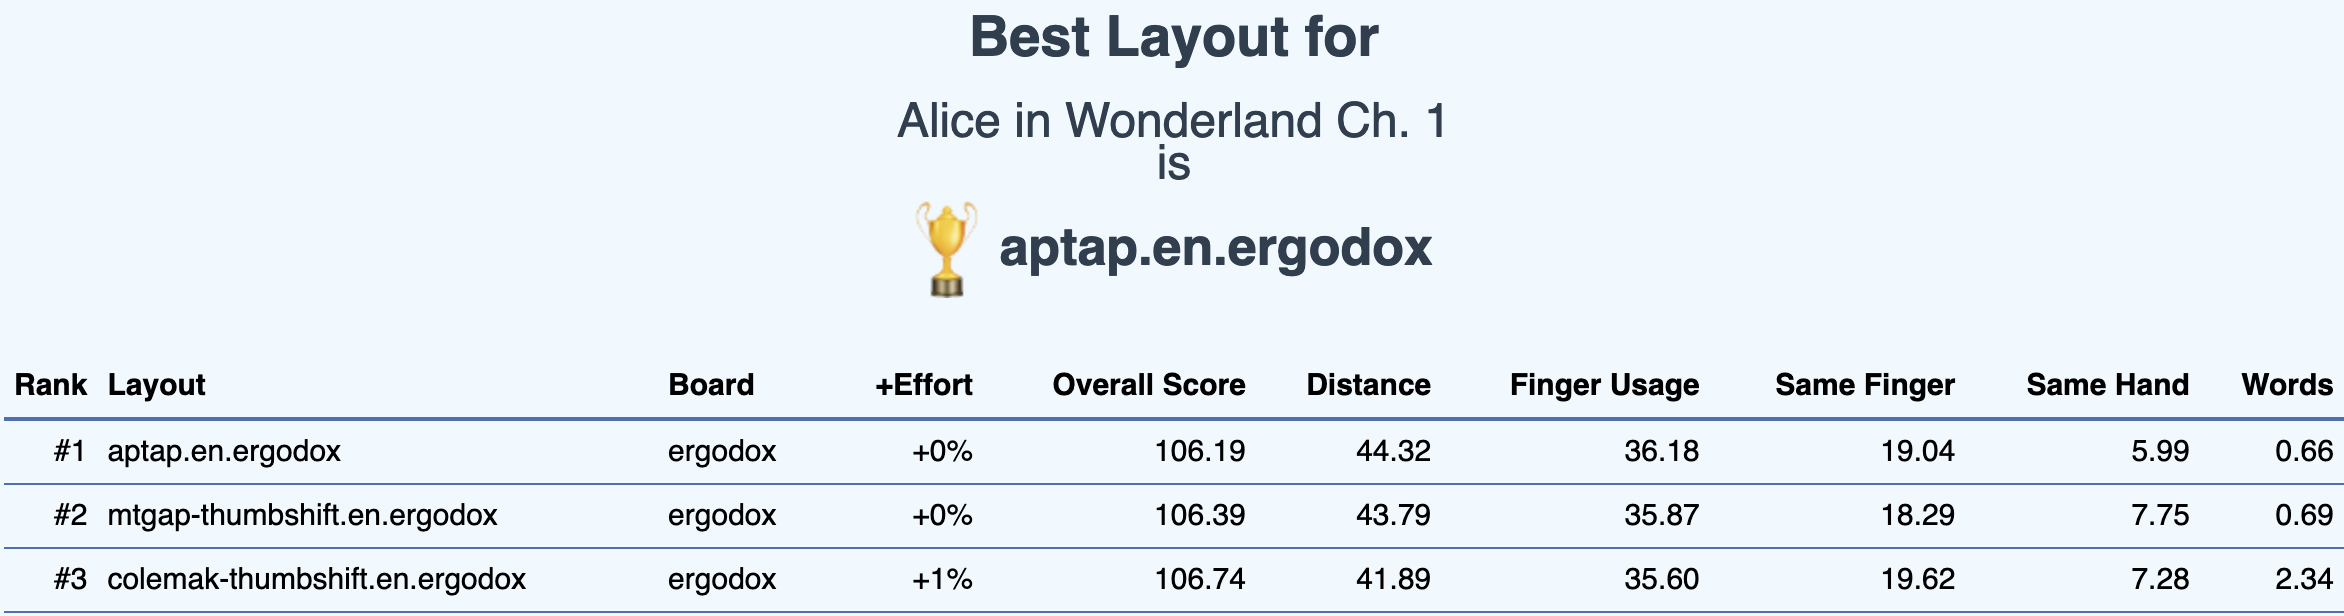 Best Layout for
Alice in Wonderland Ch. 1
is
aptap.en.ergodox
Rank Layout Board +Effort Overall Score Distance Finger Usage Same Finger Same Hand Words
#1 aptap.en.ergodox ergodox +0% 106.19 44.32 36.18 19.04 5.99 0.66
#2 mtgap-thumbshift.en.ergodox ergodox +0% 106.39 43.79 35.87 18.29 7.75 0.69
#3 colemak-thumbshift.en.ergodox ergodox +1% 106.74 41.89 35.60 19.62 7.28 2.34